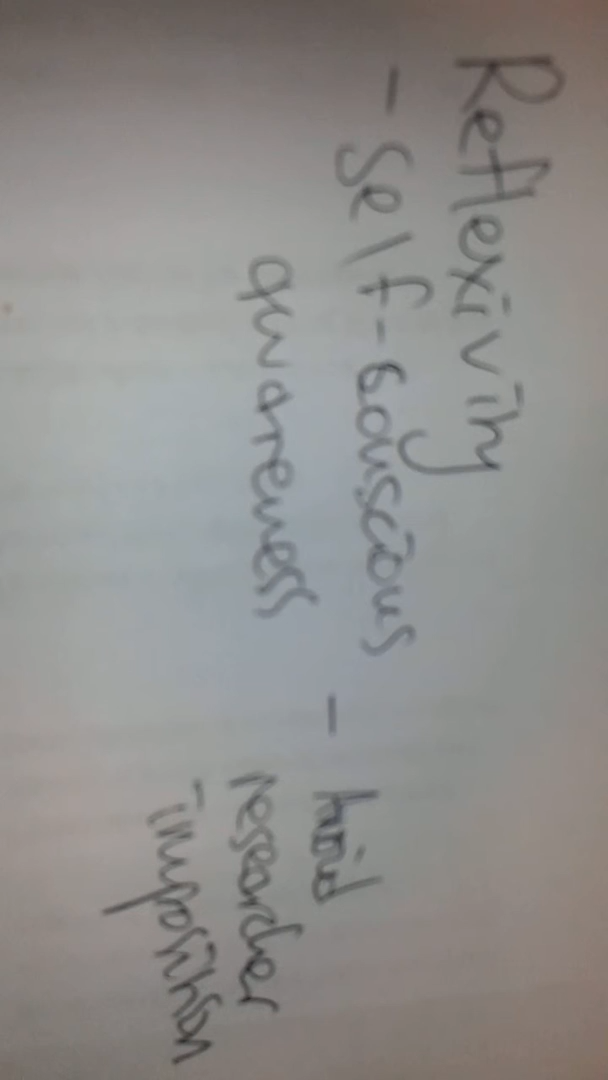 Reflexivity
- Self-conscious
awareness
- Avoid
researcher
imposition